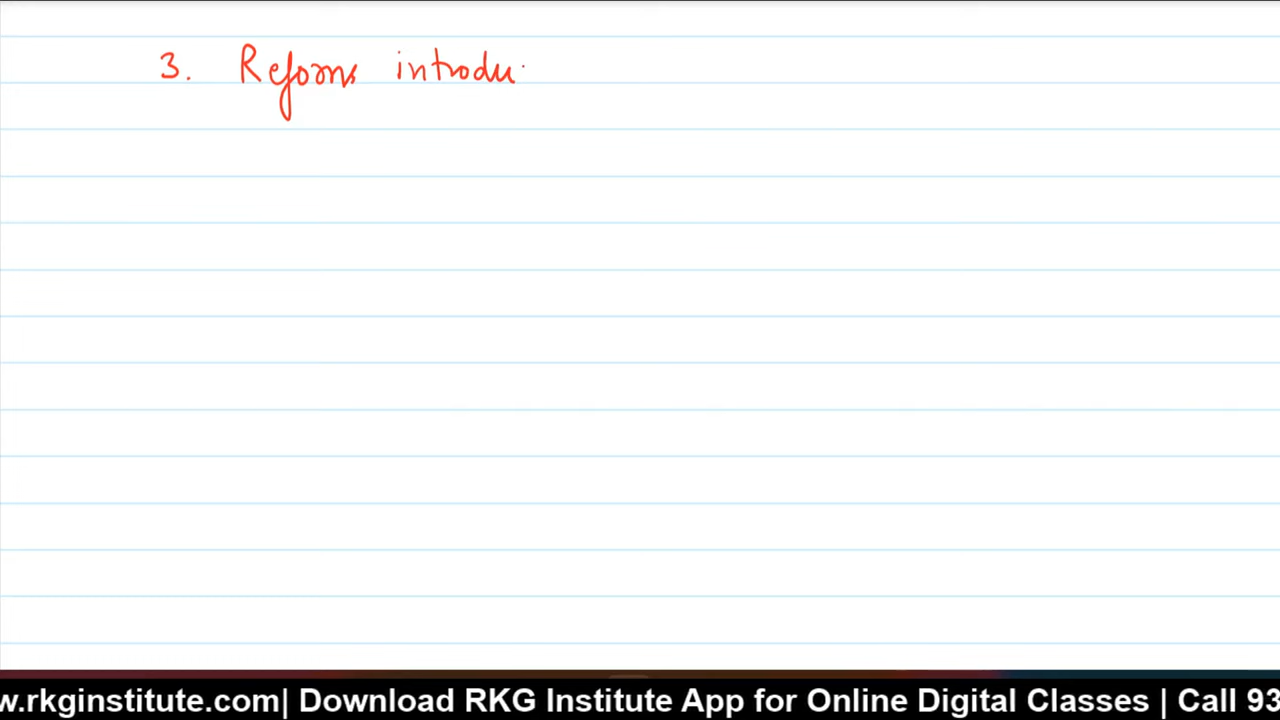 3. Reforms introdu
w.rkginstitute.com| Download RKG Institute App for Online Digital Classes | Call 93